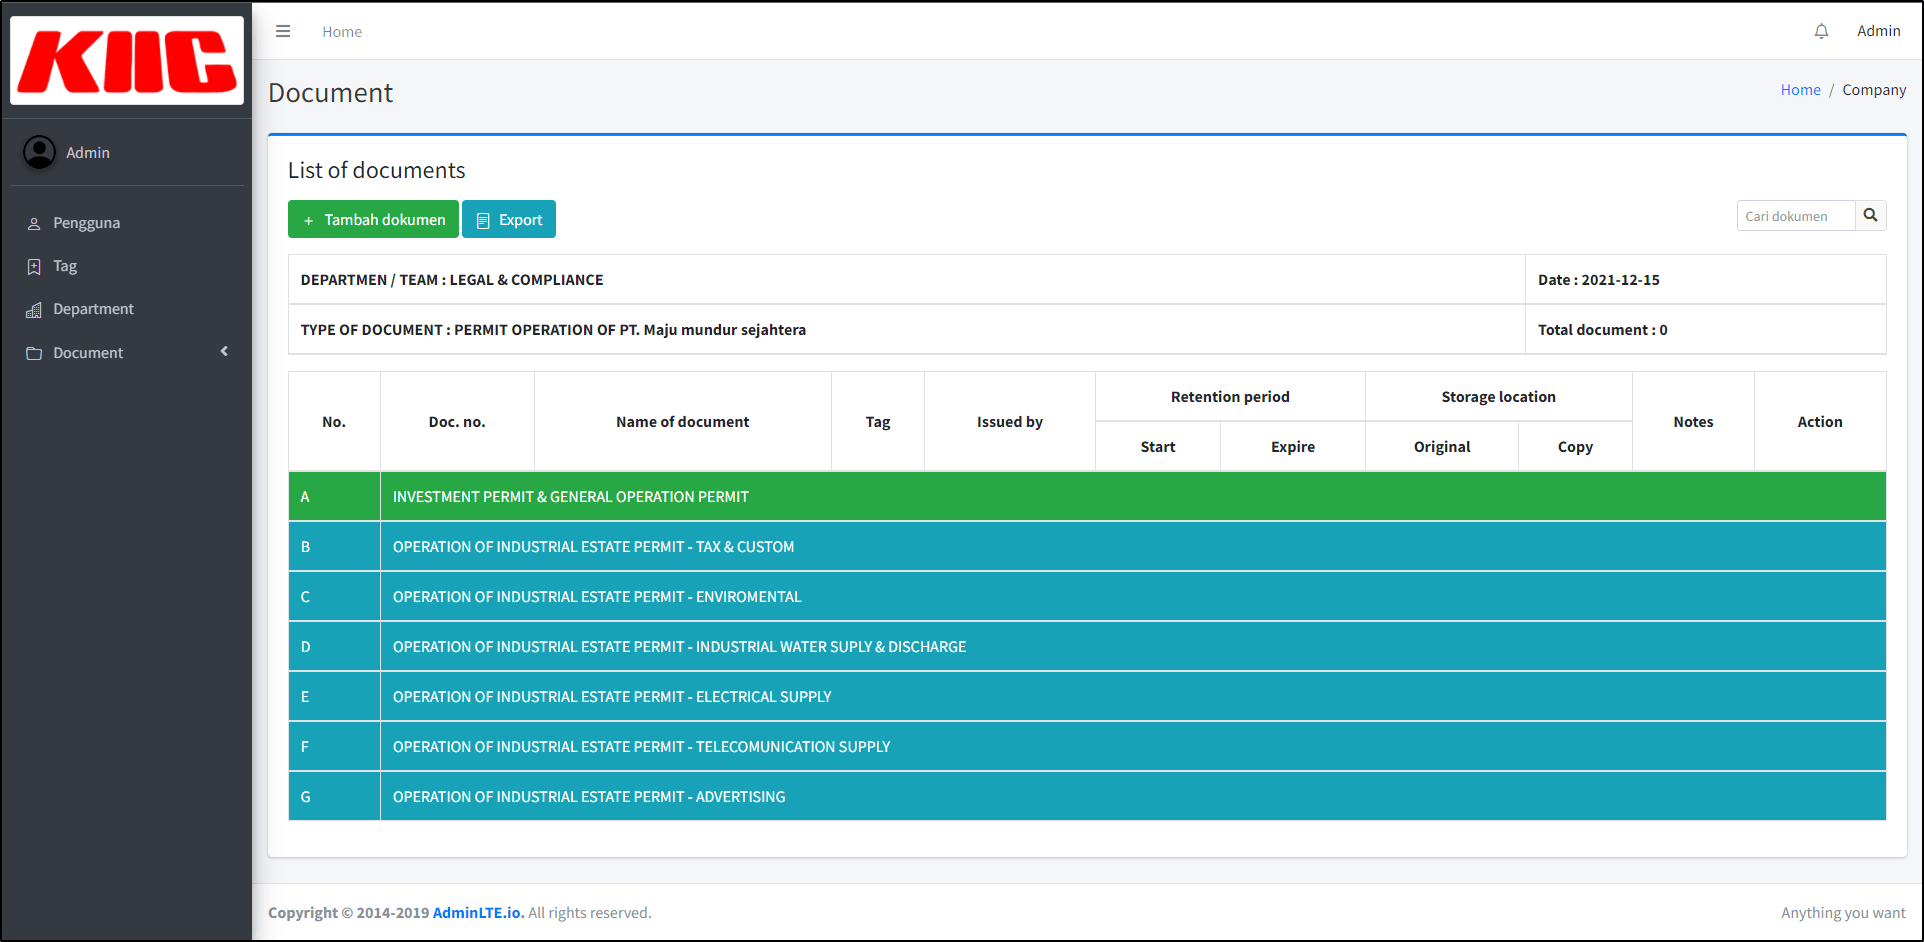 KIIC
Home
Admin
Document
Home / Company
Admin
Pengguna
Tag
Department
Document
List of documents
+ Tambah dokumen
Export
Cari dokumen
DEPARTMEN / TEAM : LEGAL & COMPLIANCE
Date : 2021-12-15
TYPE OF DOCUMENT : PERMIT OPERATION OF PT. Maju mundur sejahtera
Total document : 0
No.
Doc. no.
Name of document
Tag
Issued by
Retention period
Storage location
Notes
Action
Start
Expire
Original
Copy
A INVESTMENT PERMIT & GENERAL OPERATION PERMIT
B OPERATION OF INDUSTRIAL ESTATE PERMIT - TAX & CUSTOM
C OPERATION OF INDUSTRIAL ESTATE PERMIT - ENVIROMENTAL
D OPERATION OF INDUSTRIAL ESTATE PERMIT - INDUSTRIAL WATER SUPLY & DISCHARGE
E OPERATION OF INDUSTRIAL ESTATE PERMIT - ELECTRICAL SUPPLY
F OPERATION OF INDUSTRIAL ESTATE PERMIT - TELECOMUNICATION SUPPLY
G OPERATION OF INDUSTRIAL ESTATE PERMIT - ADVERTISING
Copyright © 2014-2019 AdminLTE.io. All rights reserved.
Anything you want